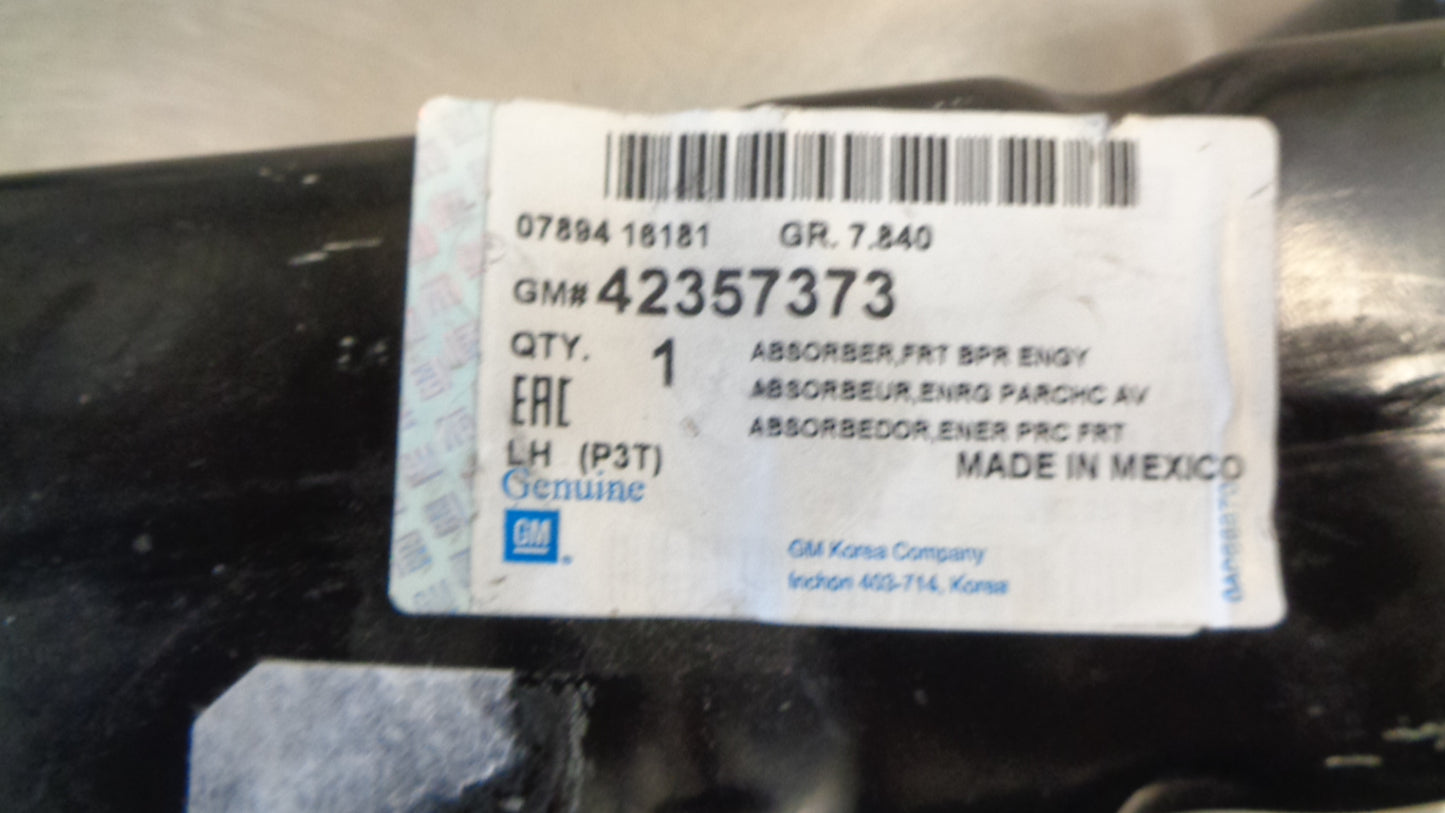 07894 16181 GR. 7.840
GM# 42357373
QTY. 1 ABSORBER,FRT BPR ENGY
EAC ABSORBEUR,ENRG PARCHC AV
ABSORBEDOR,ENER PRC FRT
LH (P3T) MADE IN MEXICO
Genuine
GM
GM Korea Company
Inchon 403-714, Korea